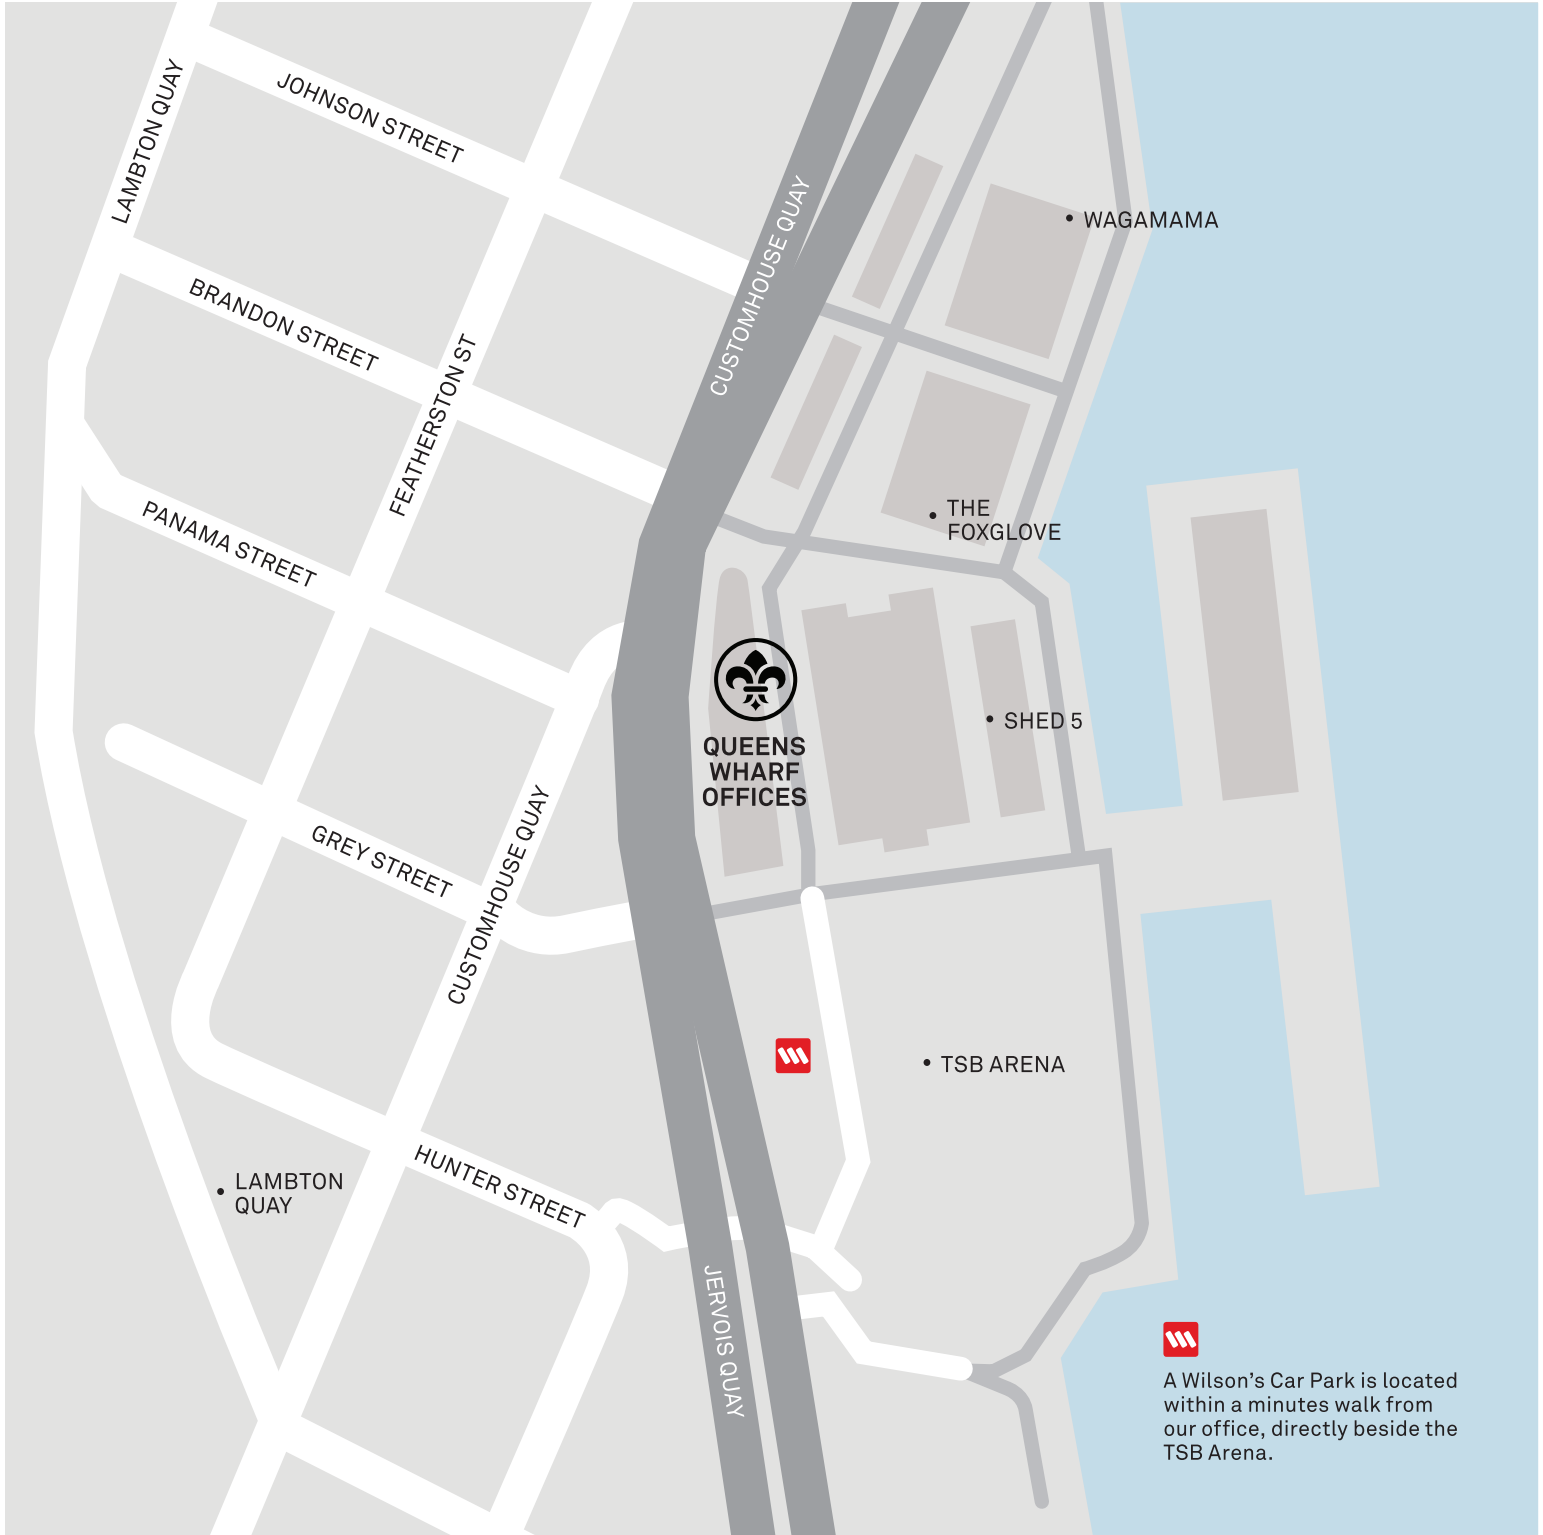 LAMBTON QUAY
JOHNSON STREET
CUSTOMHOUSE QUAY
WAGAMAMA
BRANDON STREET
FEATHERSTON ST
PANAMA STREET
THE
FOXGLOVE
SHED 5
QUEENS
WHARF
OFFICES
GREY STREET
CUSTOMHOUSE QUAY
TSB ARENA
HUNTER STREET
LAMBTON
QUAY
JERVOIS QUAY
A Wilson’s Car Park is located
within a minutes walk from
our office, directly beside the
TSB Arena.